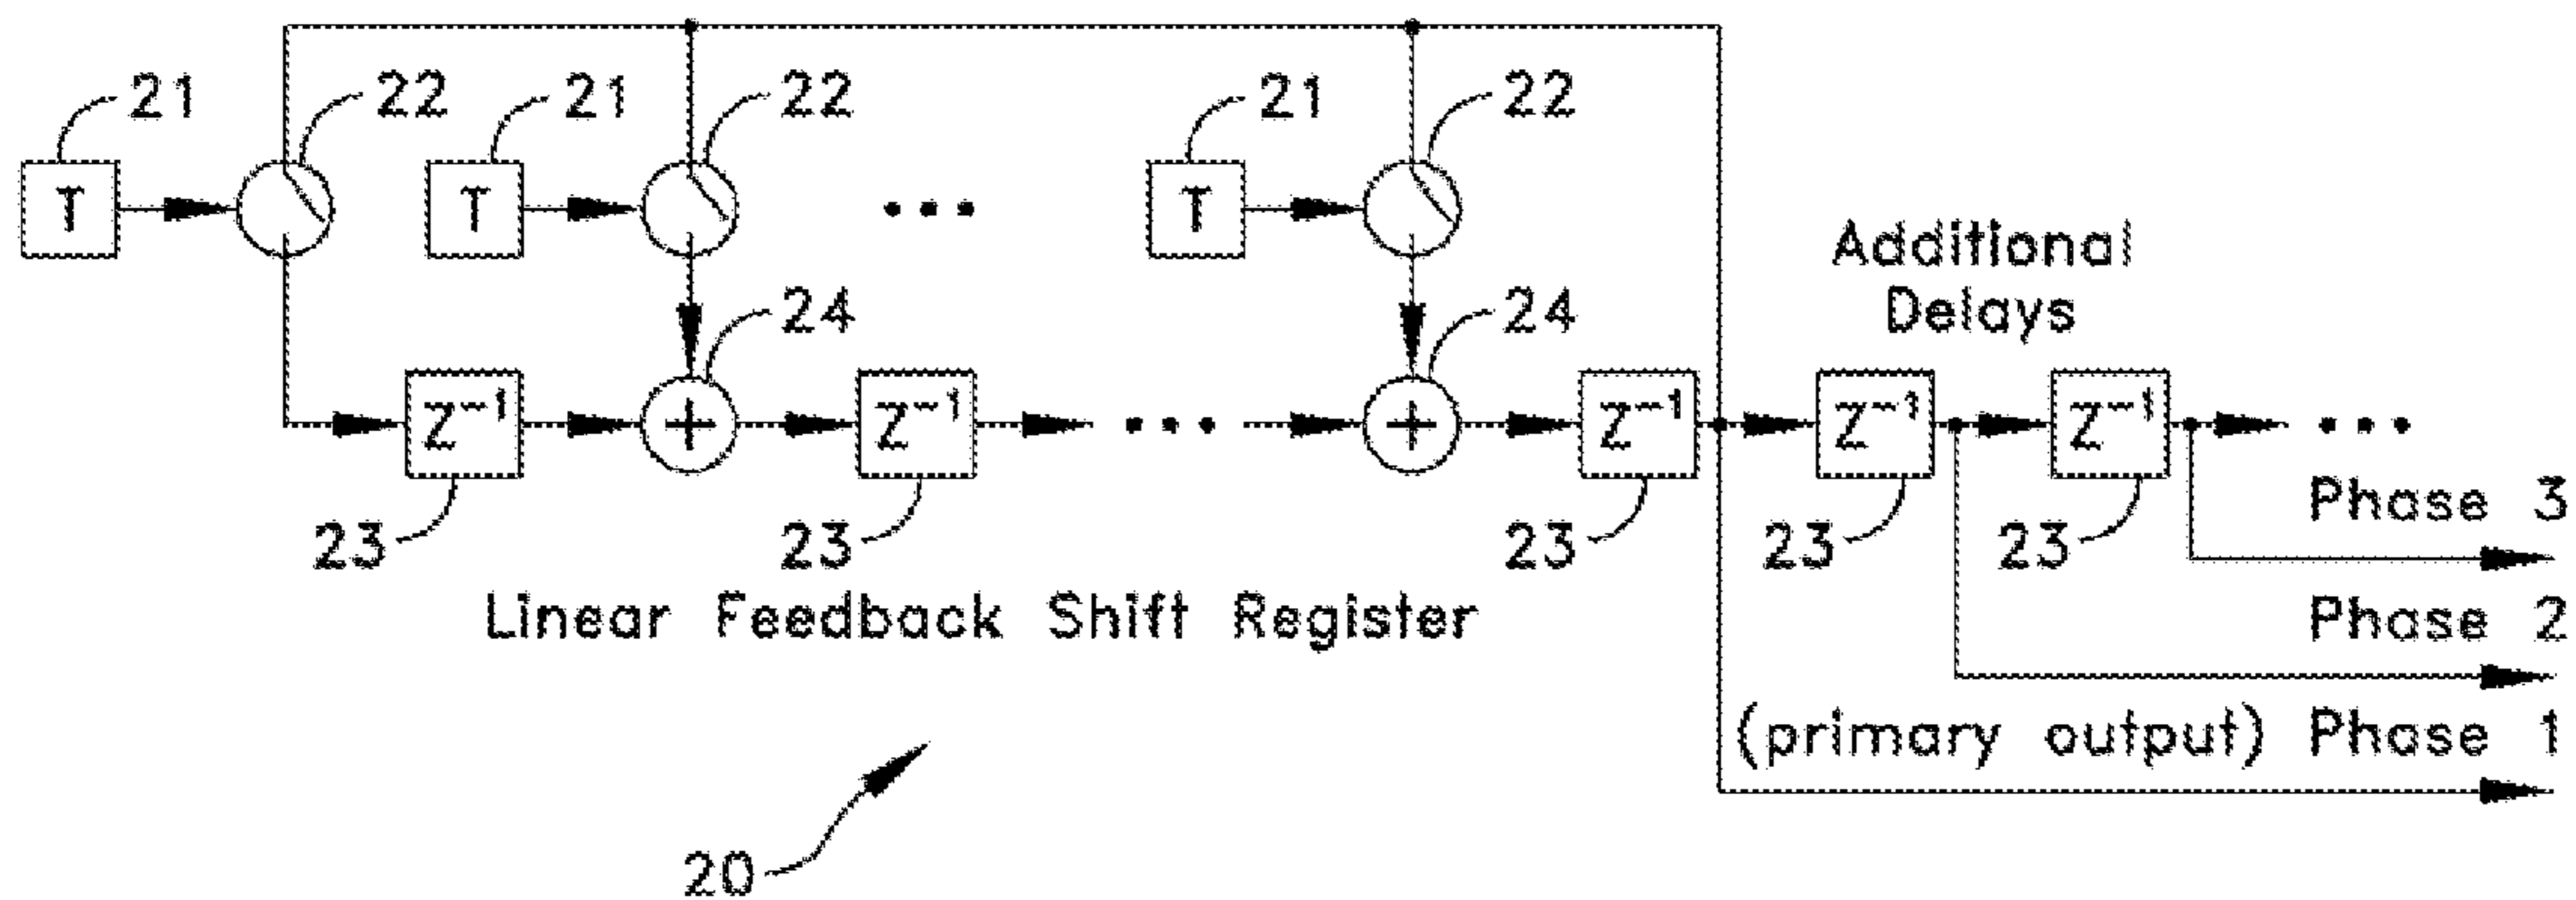 21
22
21
22
21
22
T
T
...
T
Additional
Delays
24
24
Z⁻¹
+
Z⁻¹
...
+
Z⁻¹
Z⁻¹
Z⁻¹
...
23
23
23
23
23
Phase 3
Linear Feedback Shift Register
Phase 2
(primary output) Phase 1
20